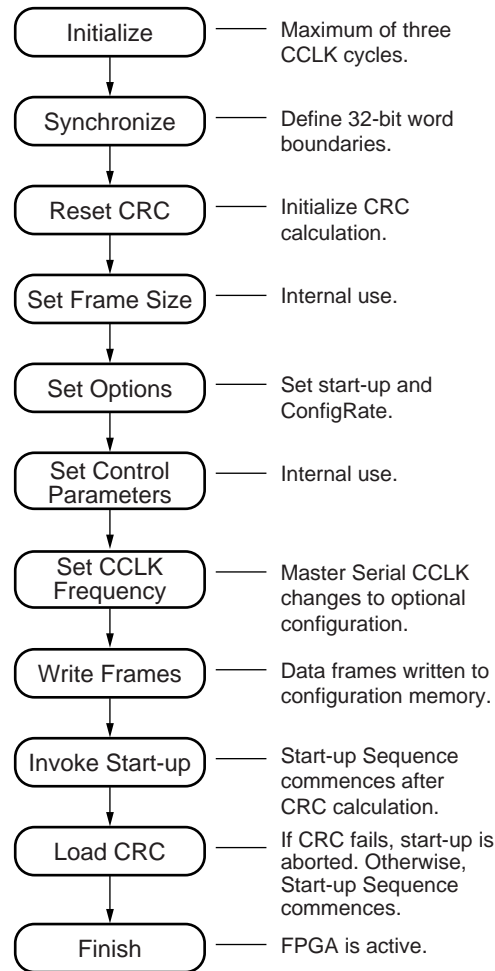 Initialize
Maximum of three
CCLK cycles.
Synchronize
Define 32-bit word
boundaries.
Reset CRC
Initialize CRC
calculation.
Set Frame Size
Internal use.
Set Options
Set start-up and
ConfigRate.
Set Control
Parameters
Internal use.
Set CCLK
Frequency
Master Serial CCLK
changes to optional
configuration.
Write Frames
Data frames written to
configuration memory.
Invoke Start-up
Start-up Sequence
commences after
CRC calculation.
Load CRC
If CRC fails, start-up is
aborted. Otherwise,
Start-up Sequence
commences.
Finish
FPGA is active.